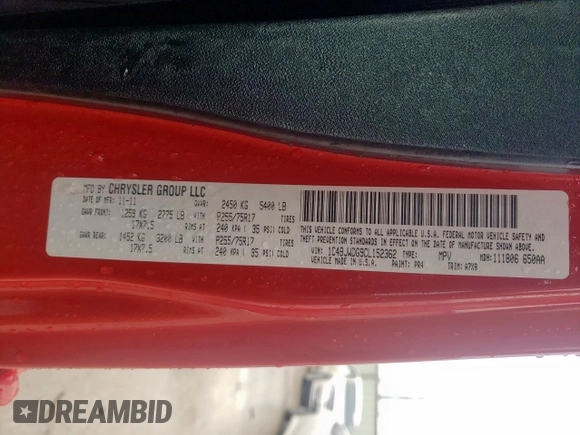 MFD BY CHRYSLER GROUP LLC
DATE OF MFR: 11-11 GVWR: 2450 KG 5400 LB
GAWR FRONT: 1259 KG 2775 LB WITH P255/75R17 TIRES
17X7.5 RIMS AT 240 KPA ( 35 PSI) COLD
GAWR REAR: 1452 KG 3200 LB WITH P255/75R17 TIRES
17X7.5 RIMS AT 240 KPA ( 35 PSI) COLD
THIS VEHICLE CONFORMS TO ALL APPLICABLE U.S.A. FEDERAL MOTOR VEHICLE SAFETY AND
THEFT PREVENTION STANDARDS IN EFFECT ON THE DATE OF MANUFACTURE SHOWN ABOVE.
VIN: 1C4BJWDG9CL152362 TYPE: MPV MDH: 111806 650AA
MADE IN U.S.A. PAINT: PR4 TRIM: A7X9
DREAMBID